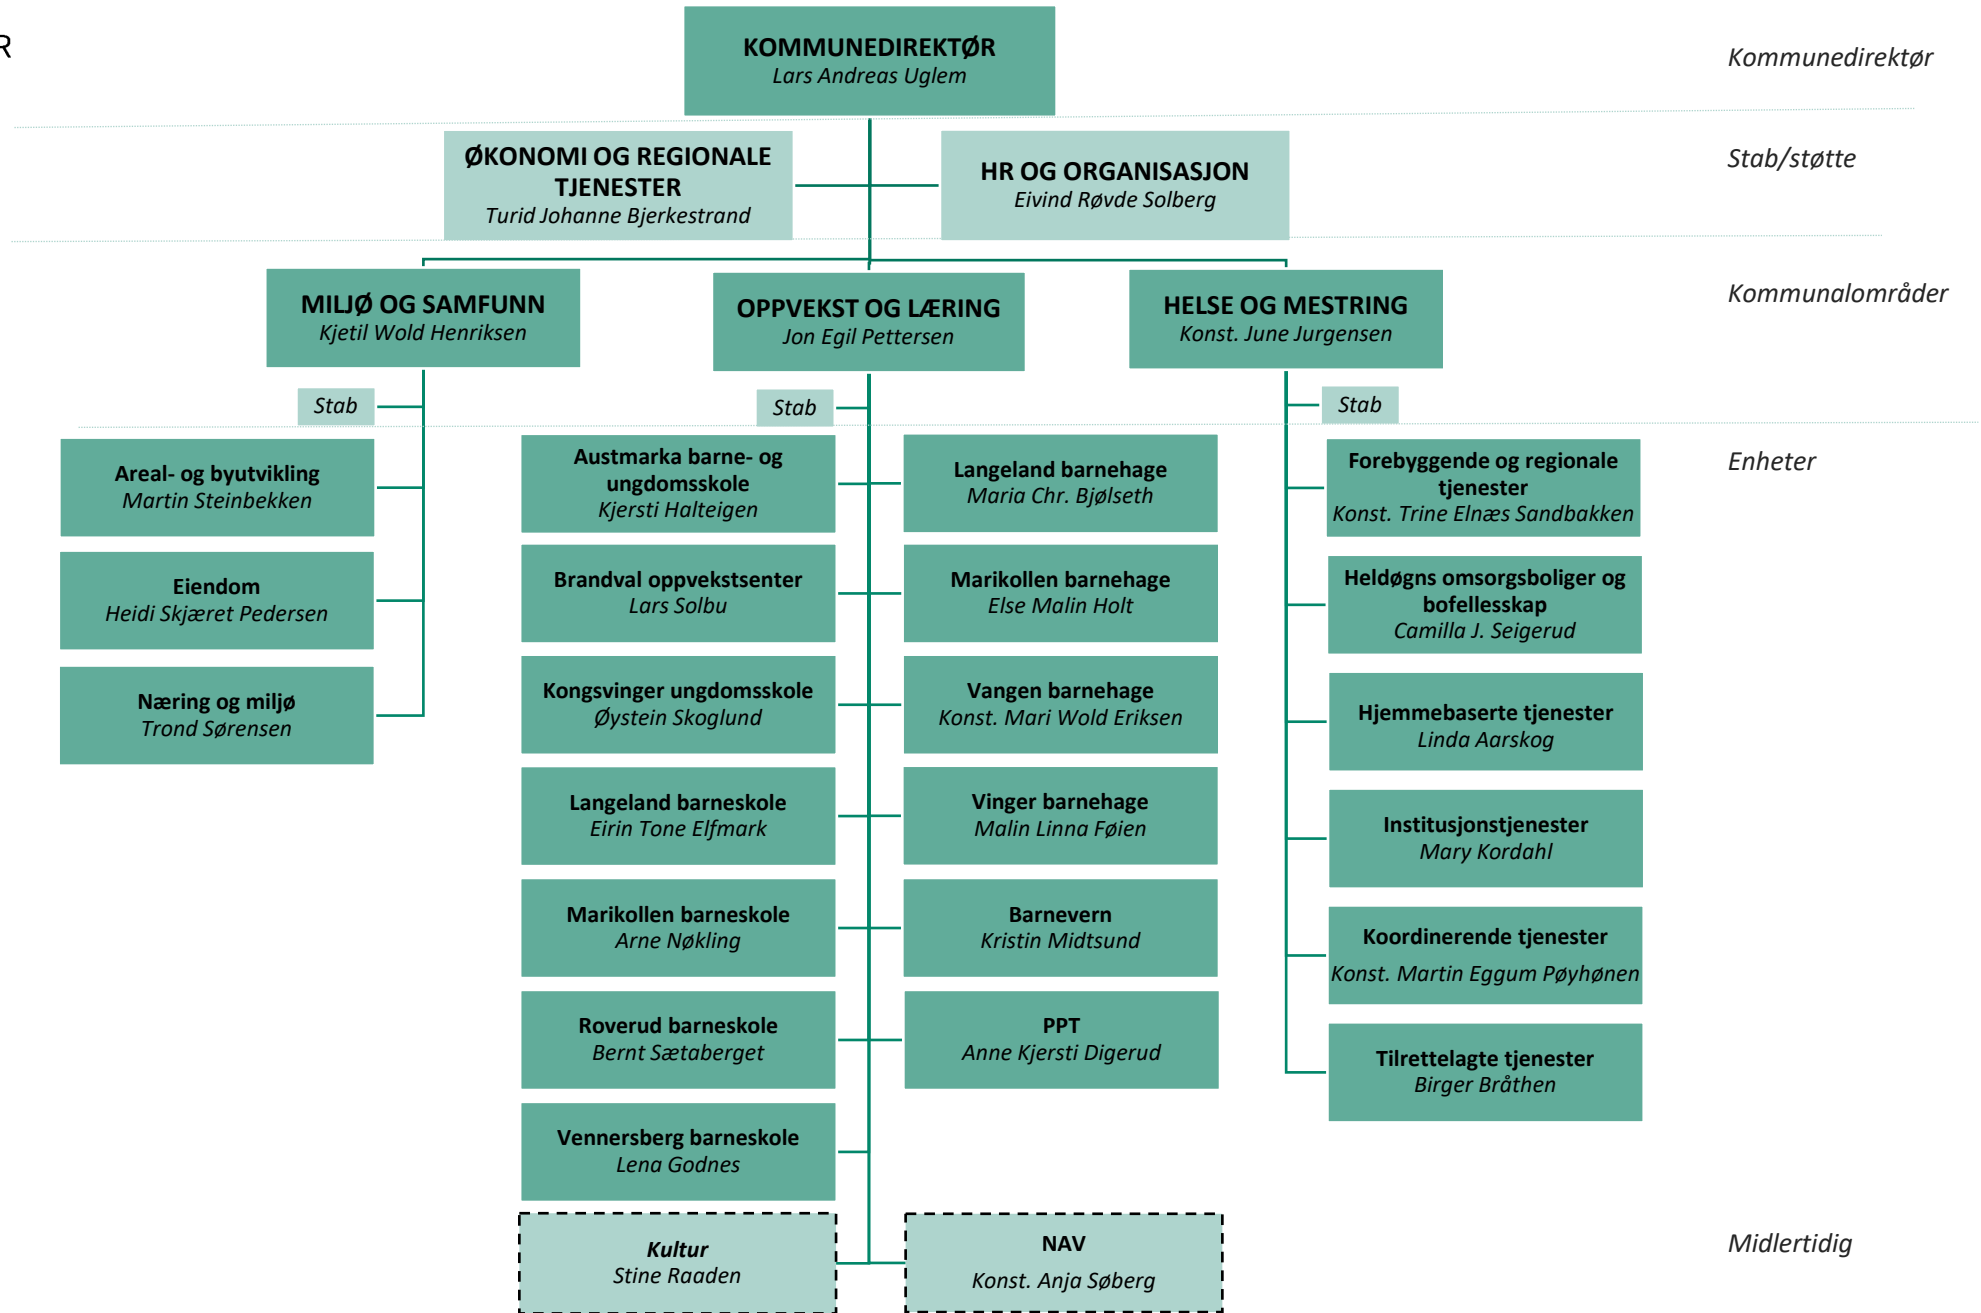 R
KOMMUNEDIREKTØR
Lars Andreas Uglem
Kommunedirektør
ØKONOMI OG REGIONALE
TJENESTER
Turid Johanne Bjerkestrand
HR OG ORGANISASJON
Eivind Røvde Solberg
Stab/støtte
MILJØ OG SAMFUNN
Kjetil Wold Henriksen
OPPVEKST OG LÆRING
Jon Egil Pettersen
HELSE OG MESTRING
Konst. June Jurgensen
Kommunalområder
Stab
Stab
Stab
Enheter
Areal- og byutvikling
Martin Steinbekken
Eiendom
Heidi Skjæret Pedersen
Næring og miljø
Trond Sørensen
Austmarka barne- og
ungdomsskole
Kjersti Halteigen
Brandval oppvekstsenter
Lars Solbu
Kongsvinger ungdomsskole
Øystein Skoglund
Langeland barneskole
Eirin Tone Elfmark
Marikollen barneskole
Arne Nøkling
Roverud barneskole
Bernt Sætaberget
Vennersberg barneskole
Lena Godnes
Kultur
Stine Raaden
Langeland barnehage
Maria Chr. Bjølseth
Marikollen barnehage
Else Malin Holt
Vangen barnehage
Konst. Mari Wold Eriksen
Vinger barnehage
Malin Linna Føien
Barnevern
Kristin Midtsund
PPT
Anne Kjersti Digerud
NAV
Konst. Anja Søberg
Forebyggende og regionale
tjenester
Konst. Trine Elnæs Sandbakken
Heldøgns omsorgsboliger og
bofellesskap
Camilla J. Seigerud
Hjemmebaserte tjenester
Linda Aarskog
Institusjonstjenester
Mary Kordahl
Koordinerende tjenester
Konst. Martin Eggum Pøyhønen
Tilrettelagte tjenester
Birger Bråthen
Midlertidig